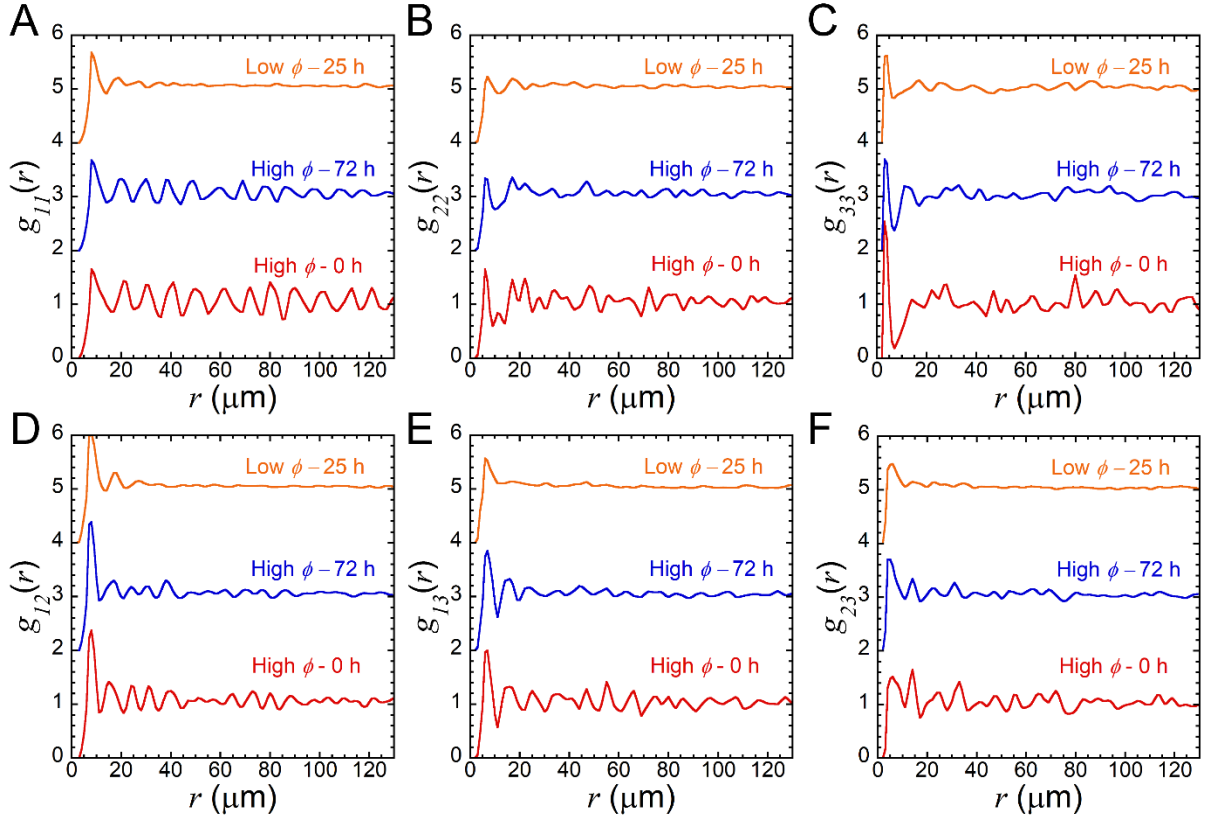 A
6
5
4
3
2
1
0
g11(r)
Low ϕ – 25 h
High ϕ – 72 h
High ϕ - 0 h
0 20 40 60 80 100 120
r (μm)
B
6
5
4
3
2
1
0
g22(r)
Low ϕ – 25 h
High ϕ – 72 h
High ϕ - 0 h
0 20 40 60 80 100 120
r (μm)
C
6
5
4
3
2
1
0
g33(r)
Low ϕ – 25 h
High ϕ – 72 h
High ϕ - 0 h
0 20 40 60 80 100 120
r (μm)
D
6
5
4
3
2
1
0
g12(r)
Low ϕ – 25 h
High ϕ – 72 h
High ϕ - 0 h
0 20 40 60 80 100 120
r (μm)
E
6
5
4
3
2
1
0
g13(r)
Low ϕ – 25 h
High ϕ – 72 h
High ϕ - 0 h
0 20 40 60 80 100 120
r (μm)
F
6
5
4
3
2
1
0
g23(r)
Low ϕ – 25 h
High ϕ – 72 h
High ϕ - 0 h
0 20 40 60 80 100 120
r (μm)